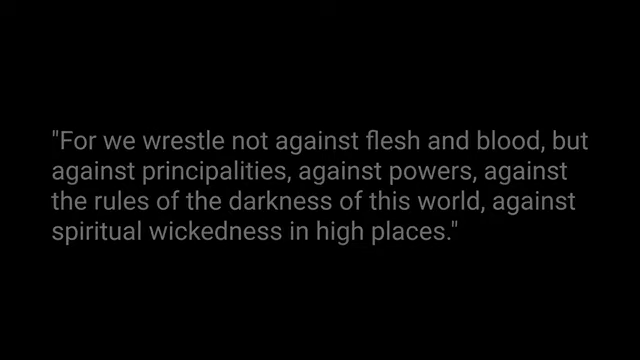 "For we wrestle not against flesh and blood, but
against principalities, against powers, against
the rules of the darkness of this world, against
spiritual wickedness in high places."